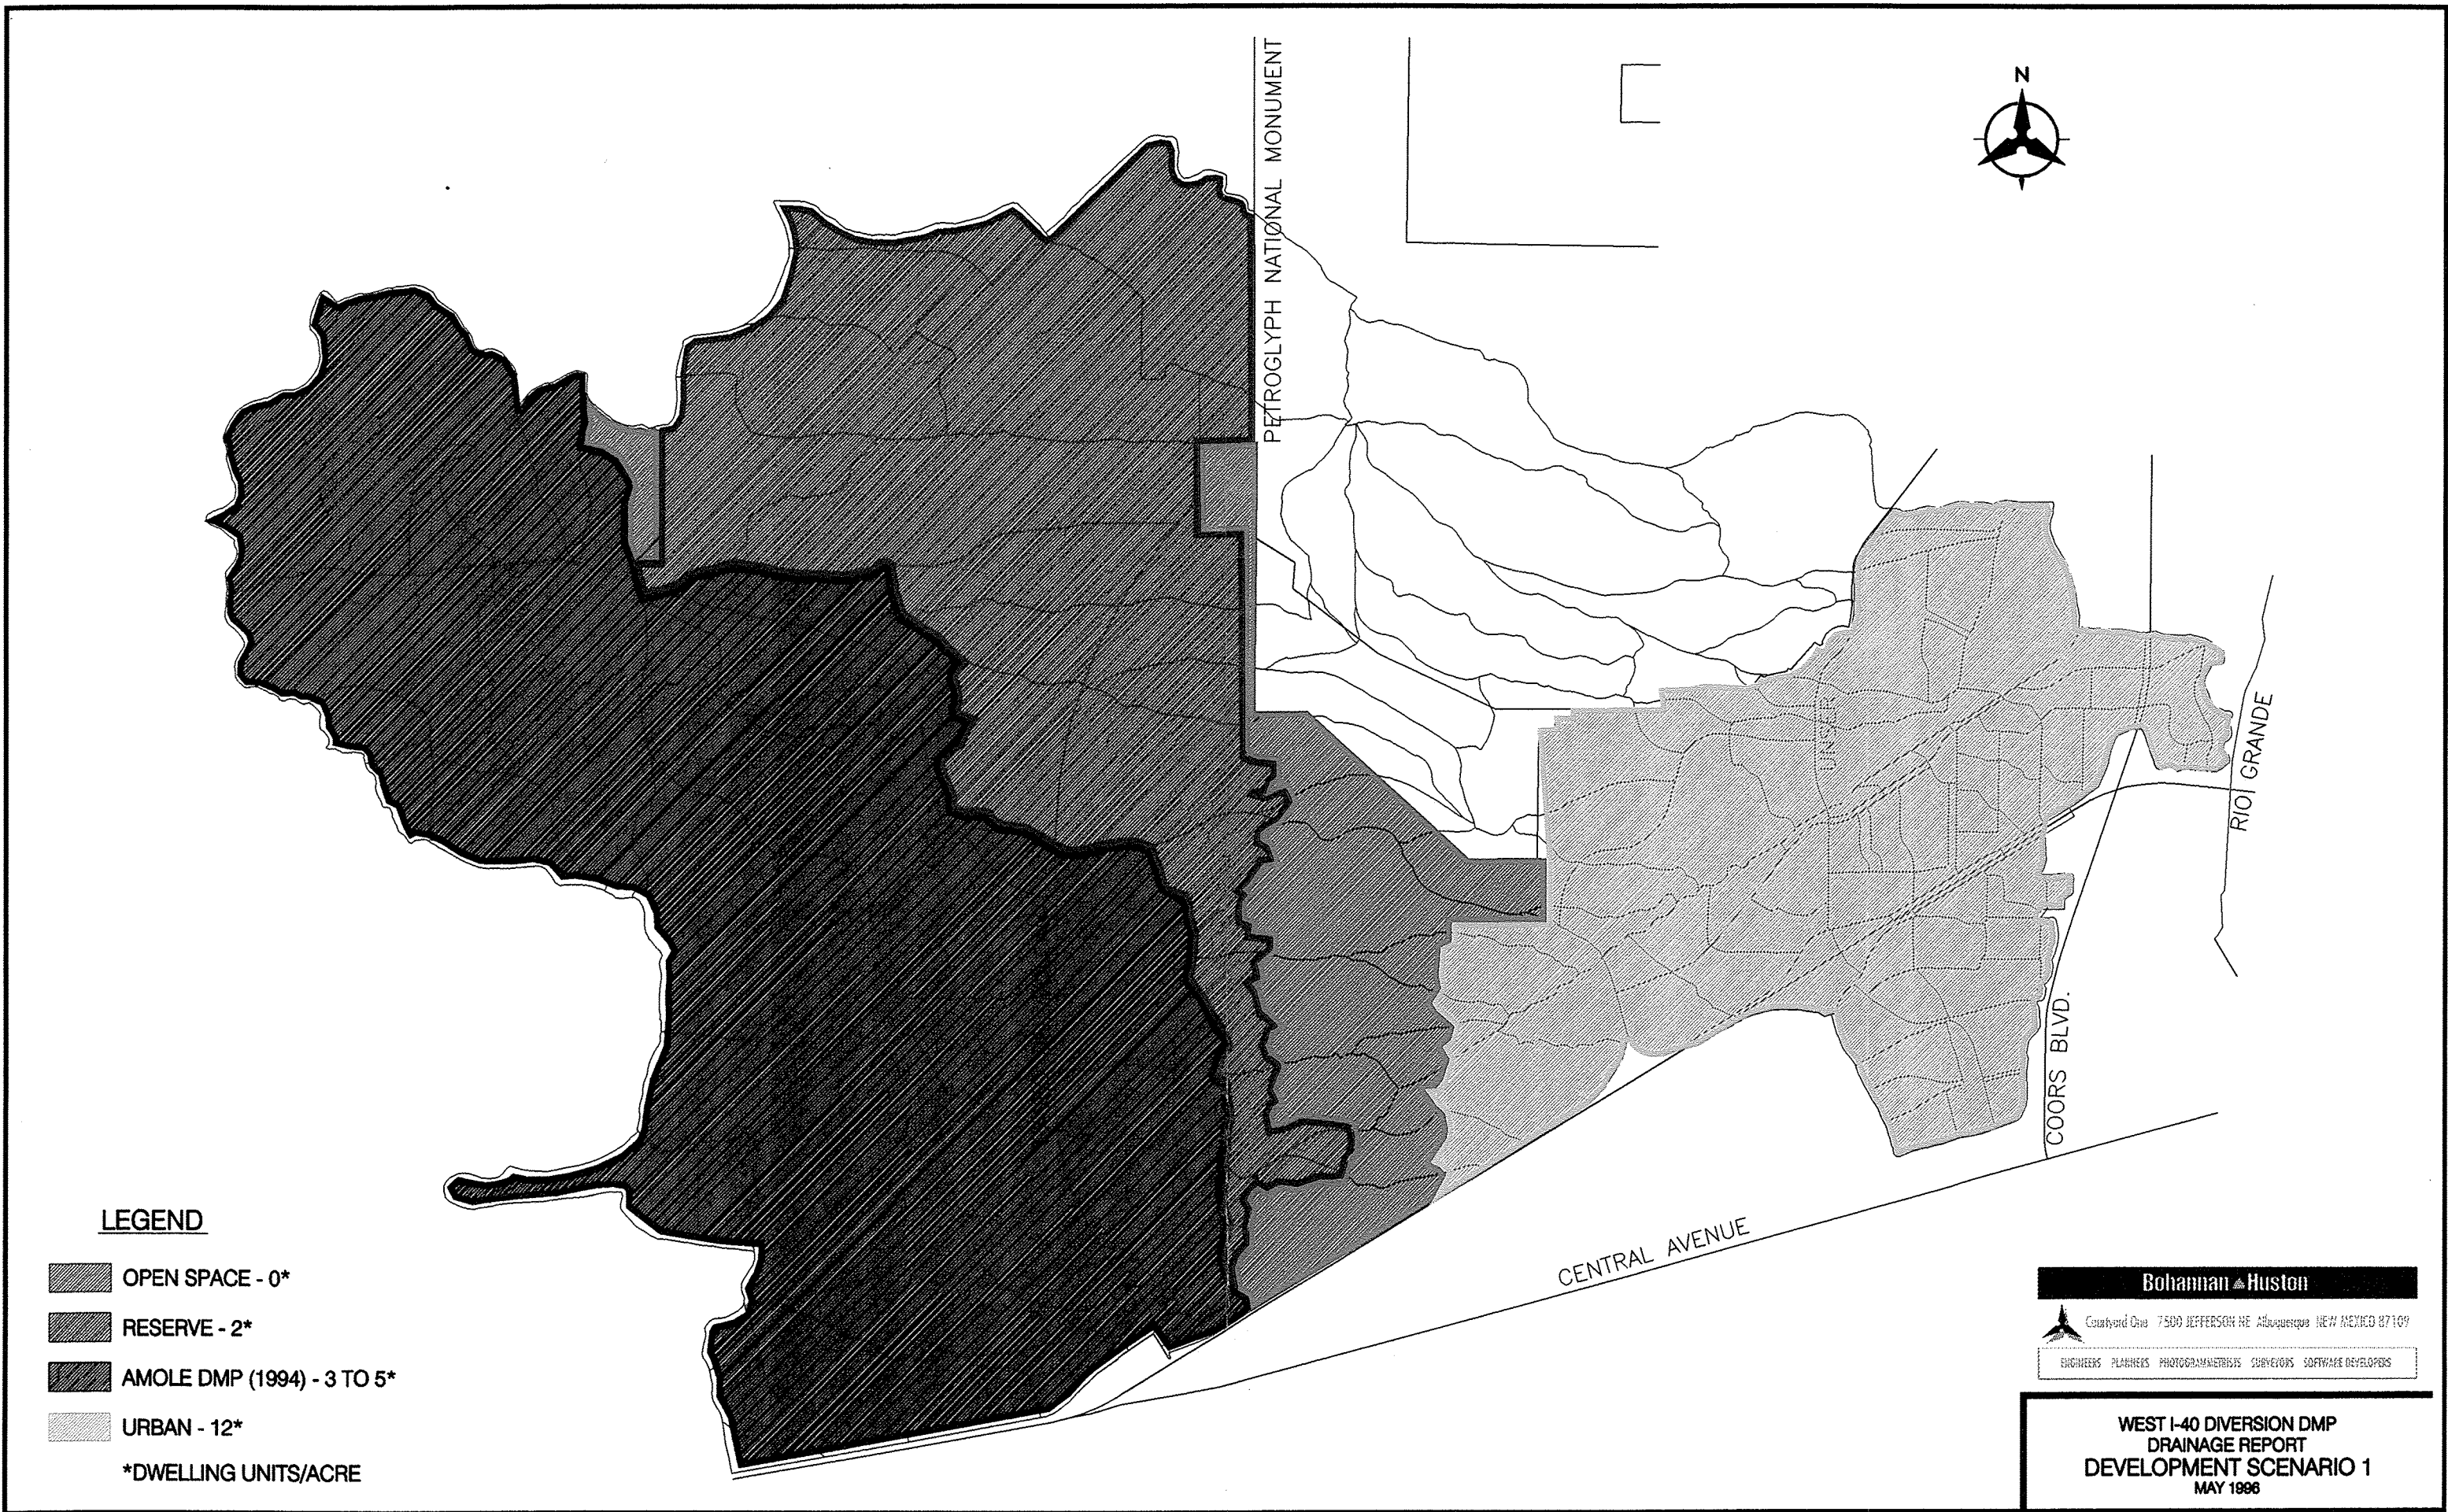 N
PETROGLYPH NATIONAL MONUMENT
UNSER
RIO GRANDE
COORS BLVD.
CENTRAL AVENUE
LEGEND
OPEN SPACE - 0*
RESERVE - 2*
AMOLE DMP (1994) - 3 TO 5*
URBAN - 12*
*DWELLING UNITS/ACRE
Bohannan Huston
Courtyard One 7500 JEFFERSON NE Albuquerque NEW MEXICO 87109
ENGINEERS PLANNERS PHOTOGRAMMETRISTS SURVEYORS SOFTWARE DEVELOPERS
WEST I-40 DIVERSION DMP
DRAINAGE REPORT
DEVELOPMENT SCENARIO 1
MAY 1996